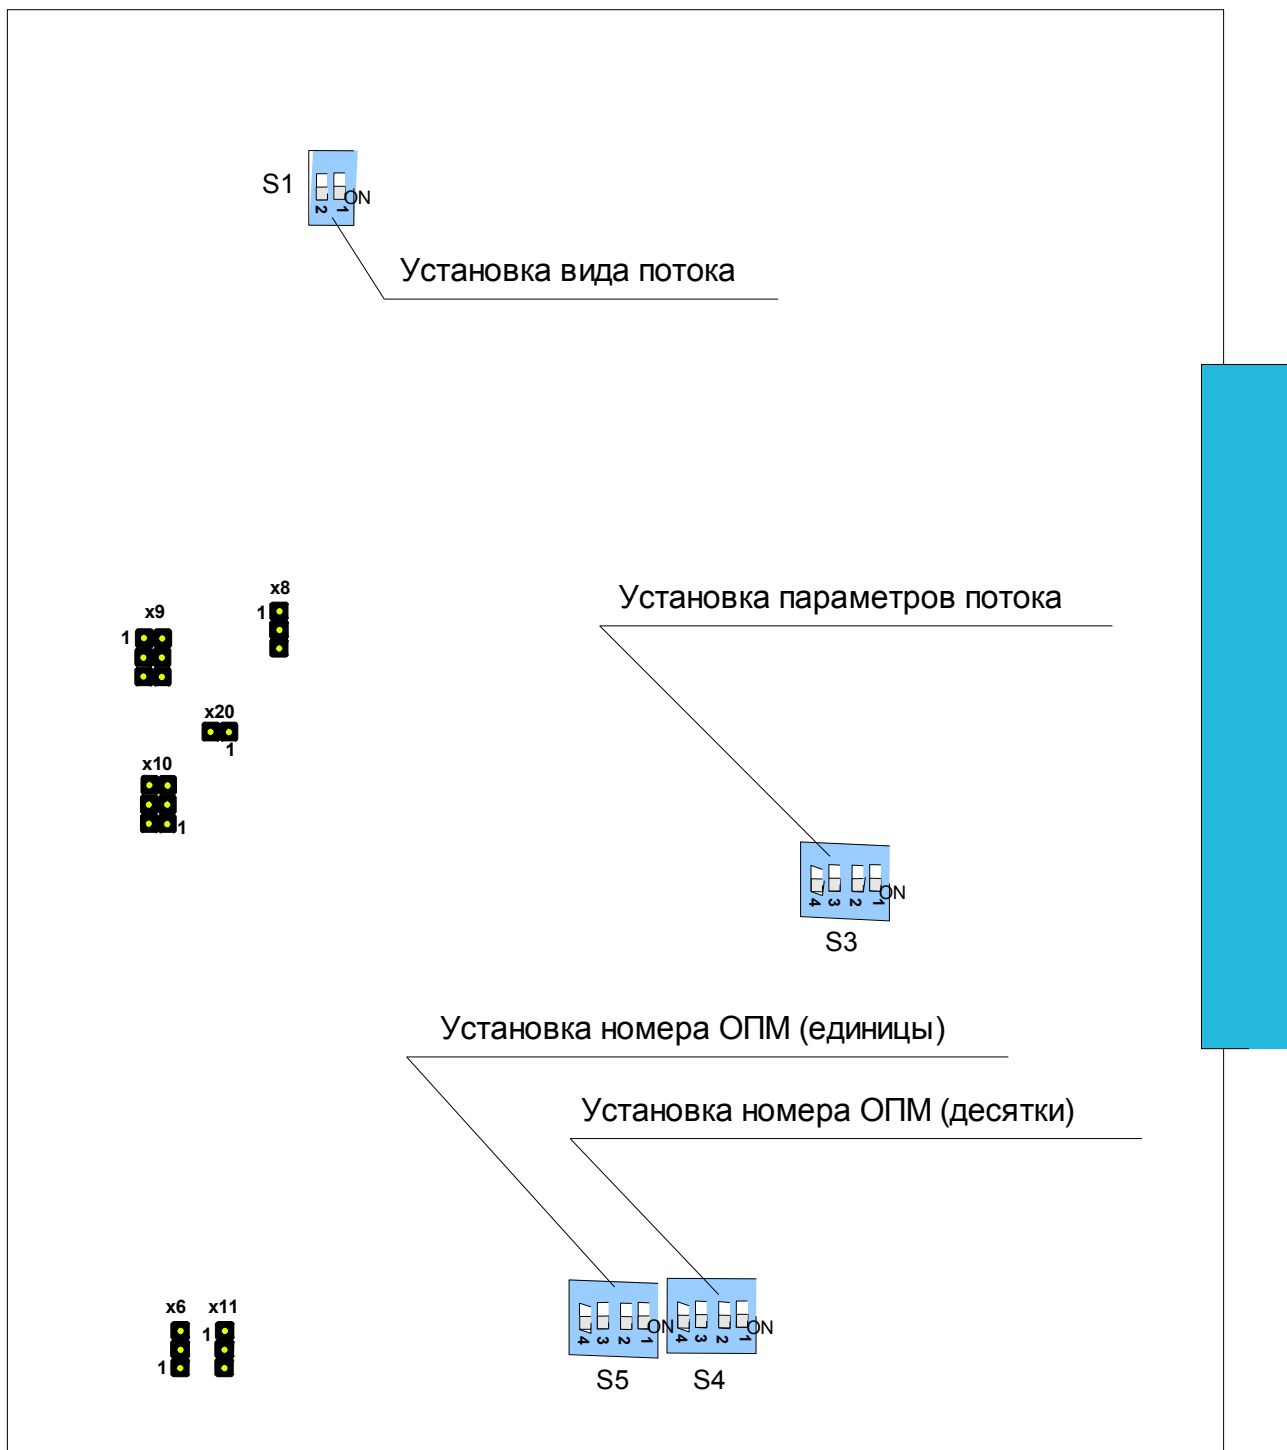 S1
ON
2 1
Установка вида потока
x8
1
x9
1
Установка параметров потока
x20
1
x10
1
ON
4 3 2 1
S3
Установка номера ОПМ (единицы)
Установка номера ОПМ (десятки)
x6 x11
1
1
ON
4 3 2 1
ON
4 3 2 1
S5 S4